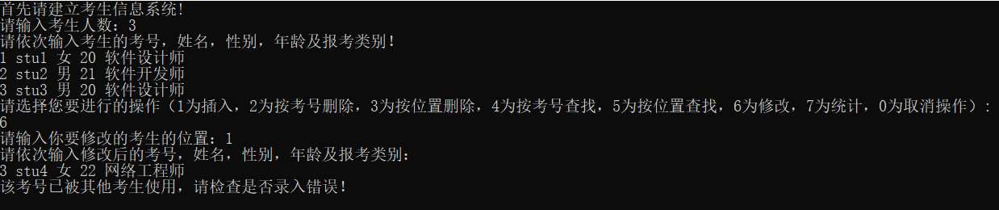 首先请建立考生信息系统!
请输入考生人数：3
请依次输入考生的考号，姓名，性别，年龄及报考类别!
1 stu1 女 20 软件设计师
2 stu2 男 21 软件开发师
3 stu3 男 20 软件设计师
请选择您要进行的操作（1为插入，2为按考号删除，3为按位置删除，4为按考号查找，5为按位置查找，6为修改，7为统计，0为取消操作）:
6
请输入你要修改的考生的位置：1
请依次输入修改后的考号，姓名，性别，年龄及报考类别：
3 stu4 女 22 网络工程师
该考号已被其他考生使用，请检查是否录入错误！